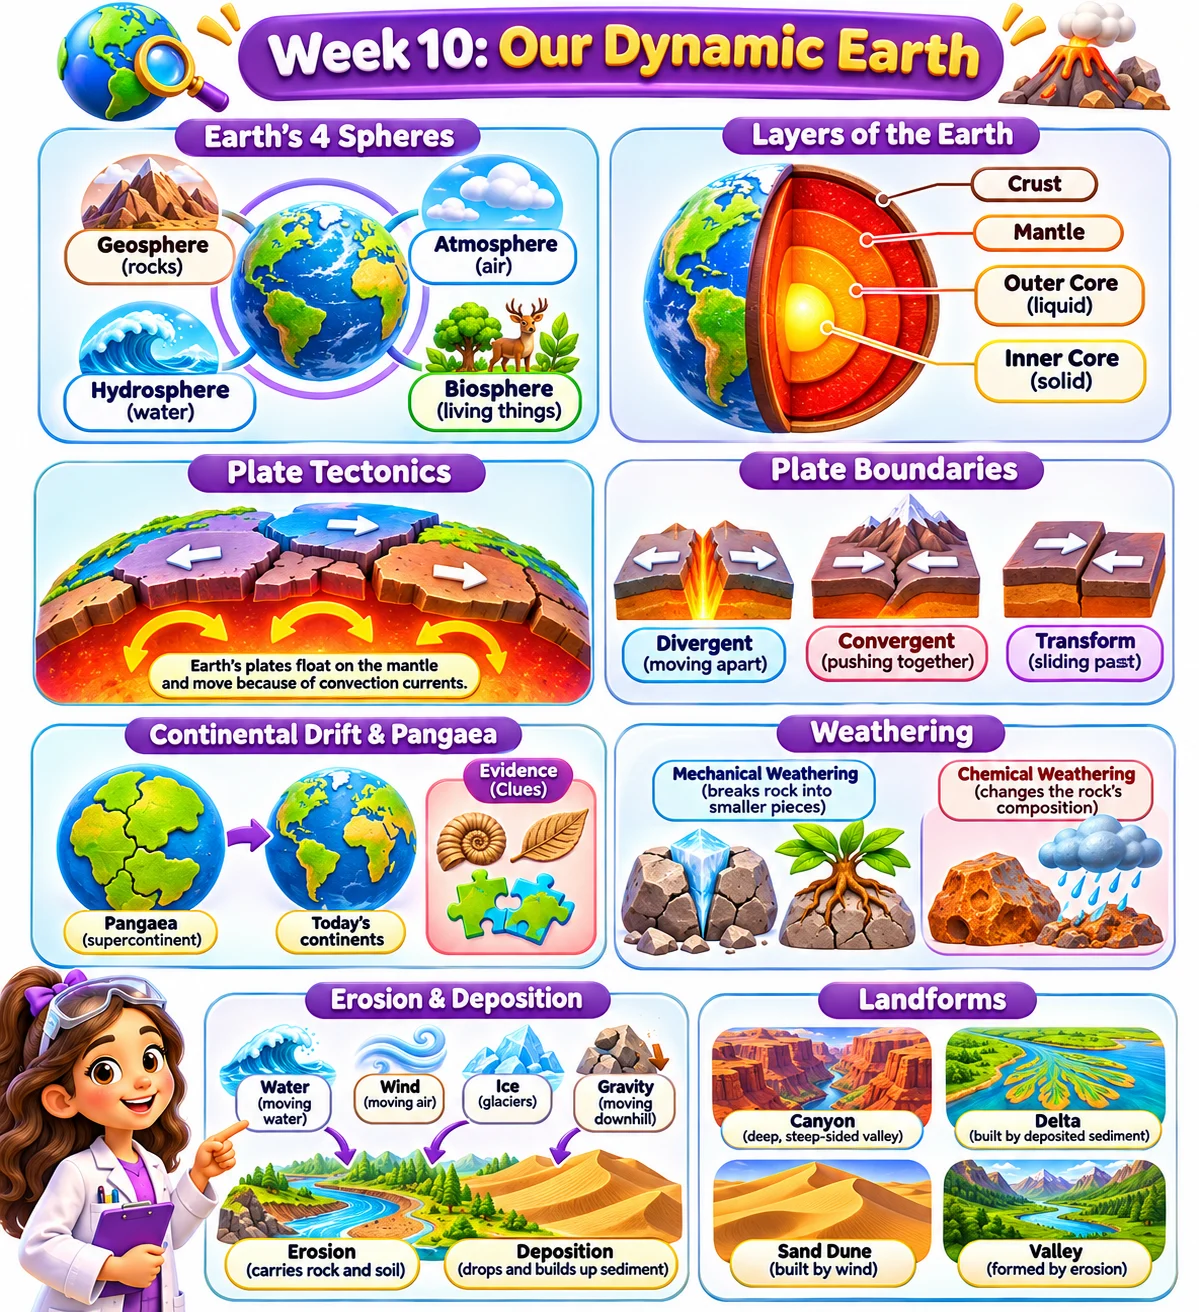 Week 10: Our Dynamic Earth
Earth's 4 Spheres
Geosphere
(rocks)
Atmosphere
(air)
Hydrosphere
(water)
Biosphere
(living things)
Layers of the Earth
Crust
Mantle
Outer Core
(liquid)
Inner Core
(solid)
Plate Tectonics
Earth's plates float on the mantle
and move because of convection currents.
Plate Boundaries
Divergent
(moving apart)
Convergent
(pushing together)
Transform
(sliding past)
Continental Drift & Pangaea
Pangaea
(supercontinent)
Today's
continents
Evidence
(Clues)
Weathering
Mechanical Weathering
(breaks rock into
smaller pieces)
Chemical Weathering
(changes the rock's
composition)
Erosion & Deposition
Water
(moving
water)
Wind
(moving air)
Ice
(glaciers)
Gravity
(moving
downhill)
Erosion
(carries rock and soil)
Deposition
(drops and builds up sediment)
Landforms
Canyon
(deep, steep-sided valley)
Delta
(built by deposited sediment)
Sand Dune
(built by wind)
Valley
(formed by erosion)